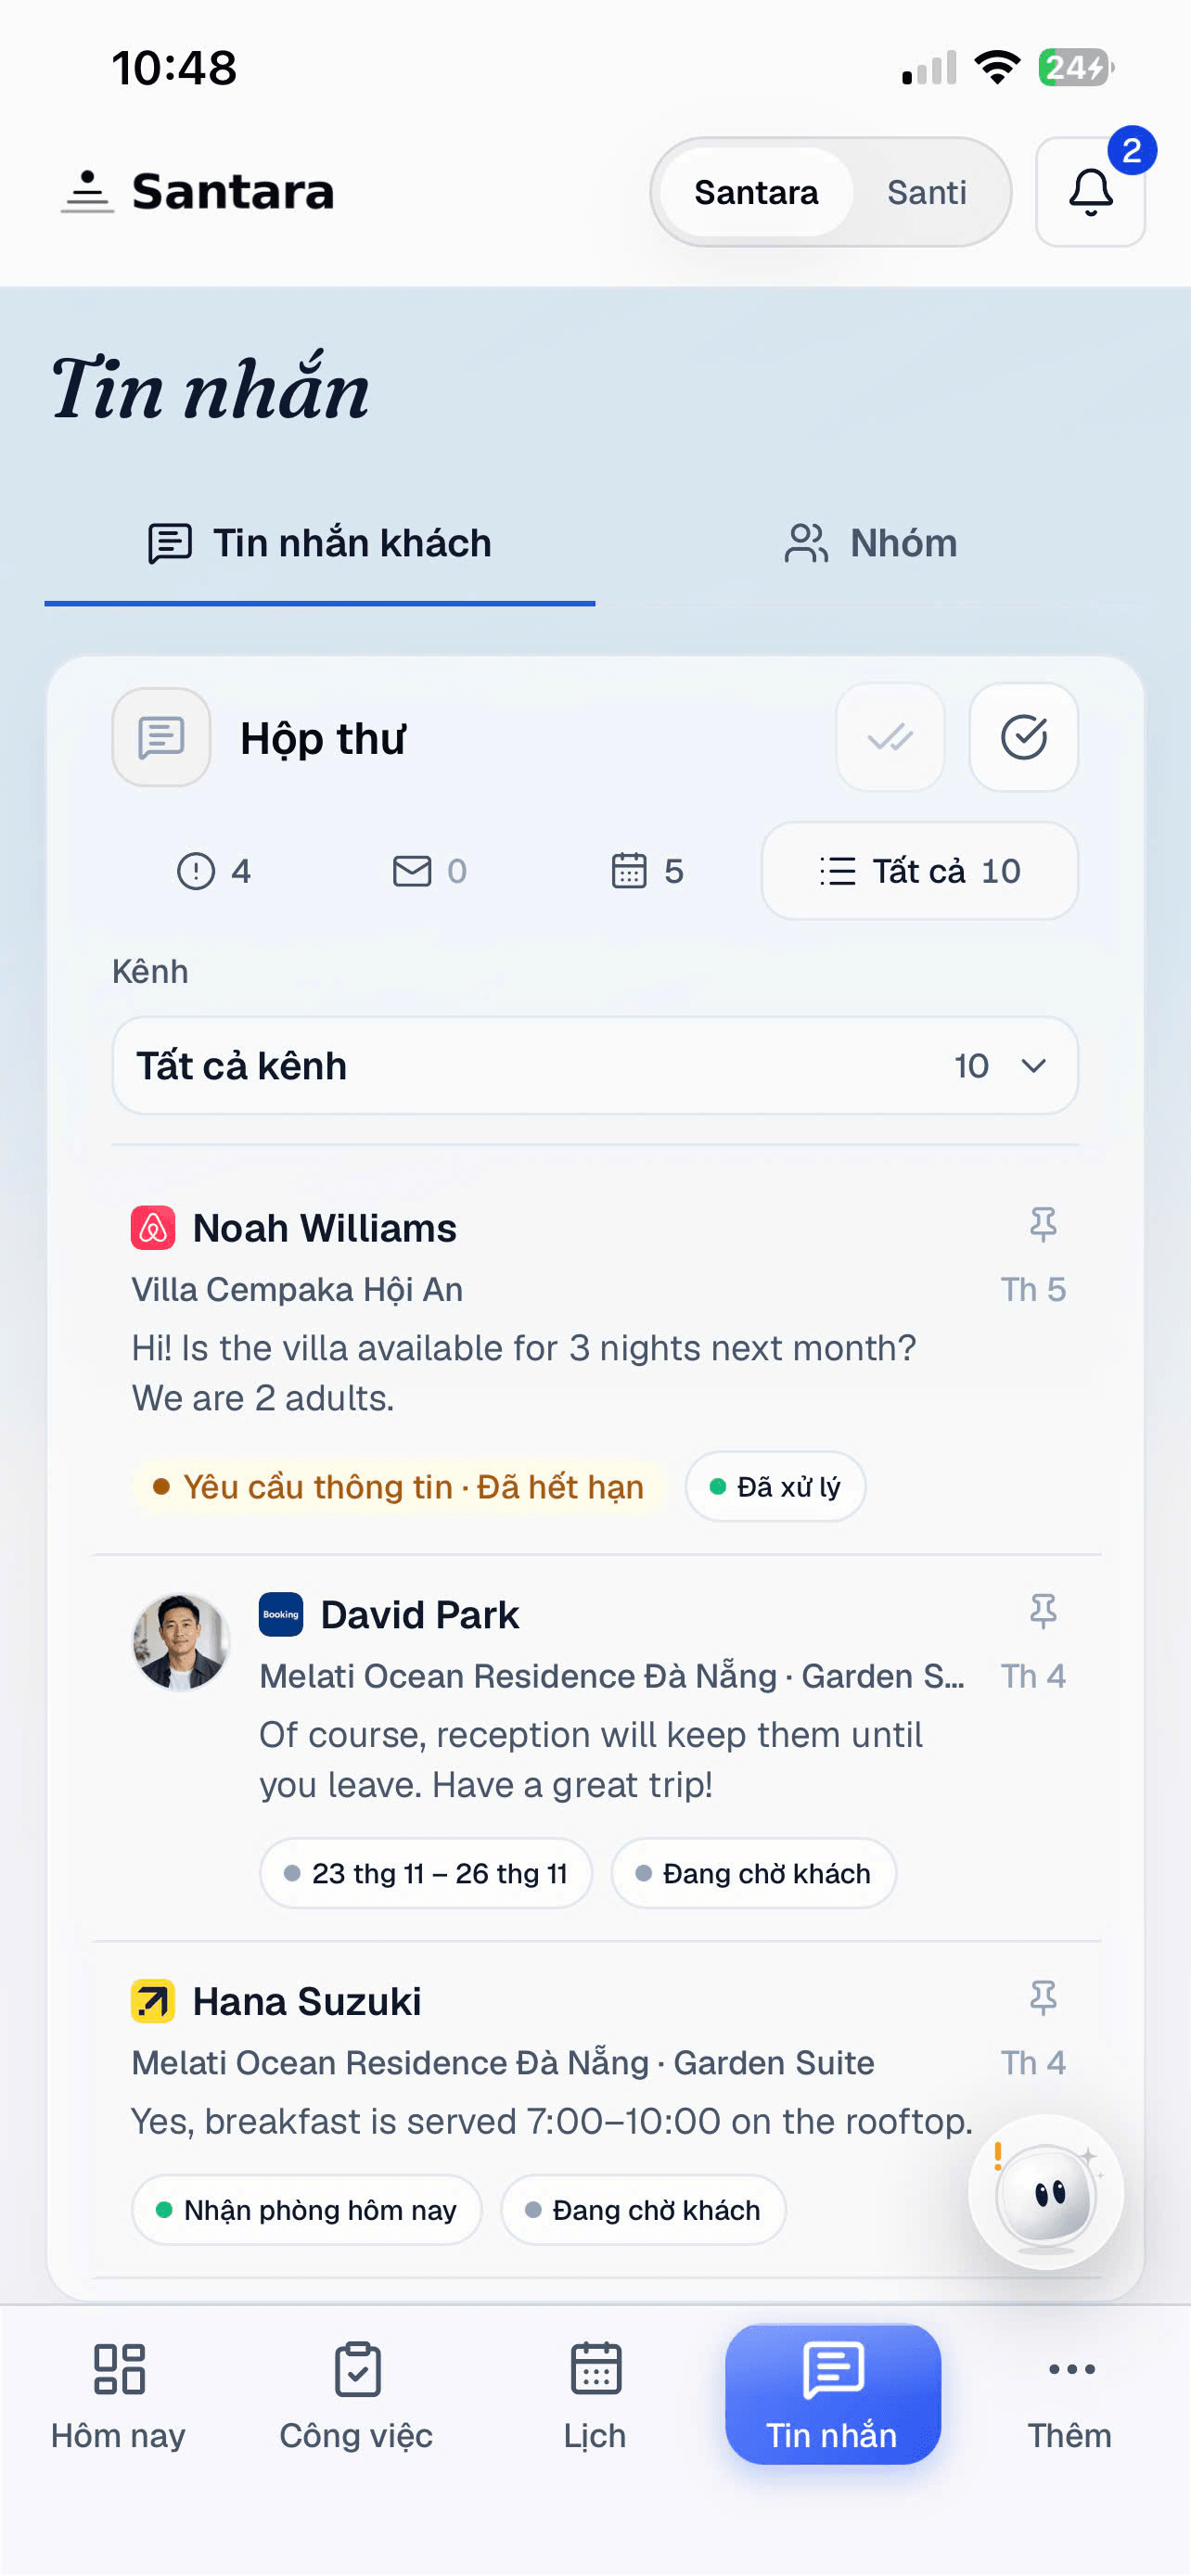 10:48
24
Santara
Santara
Santi
2
Tin nhắn
Tin nhắn khách
Nhóm
Hộp thư
4
0
5
Tất cả 10
Kênh
Tất cả kênh
10
Noah Williams
Villa Cempaka Hội An
Th 5
Hi! Is the villa available for 3 nights next month?
We are 2 adults.
Yêu cầu thông tin · Đã hết hạn
Đã xử lý
Booking
David Park
Melati Ocean Residence Đà Nẵng · Garden S...
Th 4
Of course, reception will keep them until
you leave. Have a great trip!
23 thg 11 – 26 thg 11
Đang chờ khách
Hana Suzuki
Melati Ocean Residence Đà Nẵng · Garden Suite
Th 4
Yes, breakfast is served 7:00–10:00 on the rooftop.
Nhận phòng hôm nay
Đang chờ khách
Hôm nay
Công việc
Lịch
Tin nhắn
Thêm